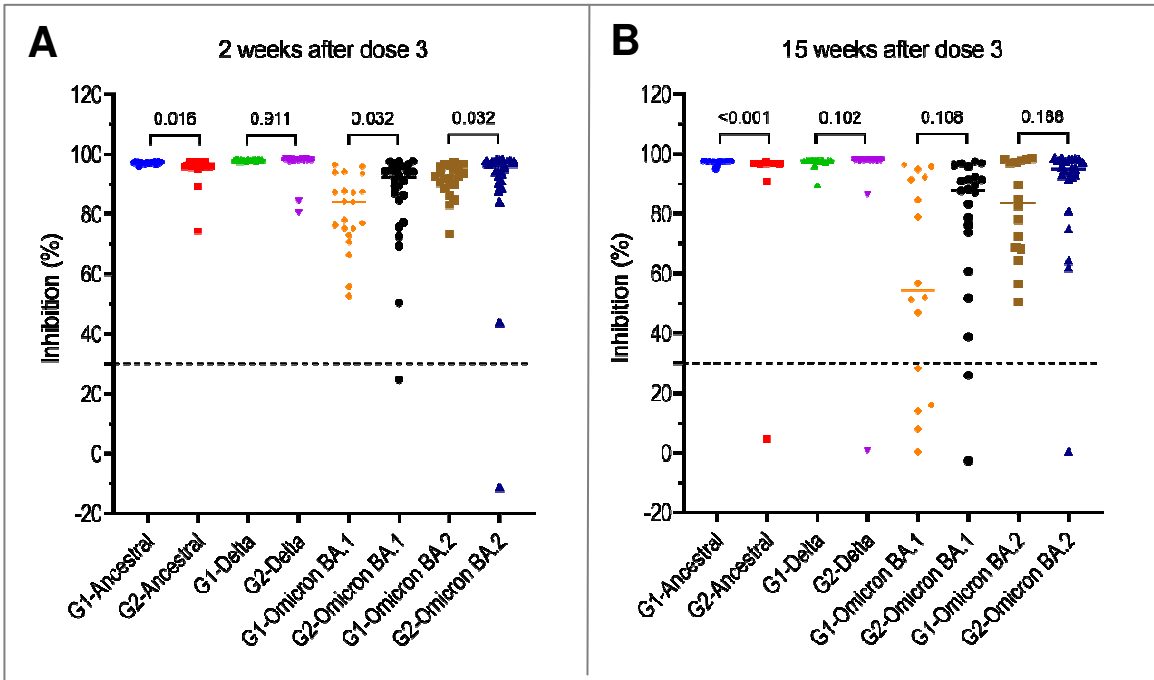 A
2 weeks after dose 3
120
100
80
60
40
20
0
-20
Inhibition (%)
0.016
0.911
0.032
0.032
G1-Ancestral
G2-Ancestral
G1-Delta
G2-Delta
G1-Omicron BA.1
G2-Omicron BA.1
G1-Omicron BA.2
G2-Omicron BA.2
B
15 weeks after dose 3
120
100
80
60
40
20
0
-20
Inhibition (%)
<0.001
0.102
0.108
0.188
G1-Ancestral
G2-Ancestral
G1-Delta
G2-Delta
G1-Omicron BA.1
G2-Omicron BA.1
G1-Omicron BA.2
G2-Omicron BA.2